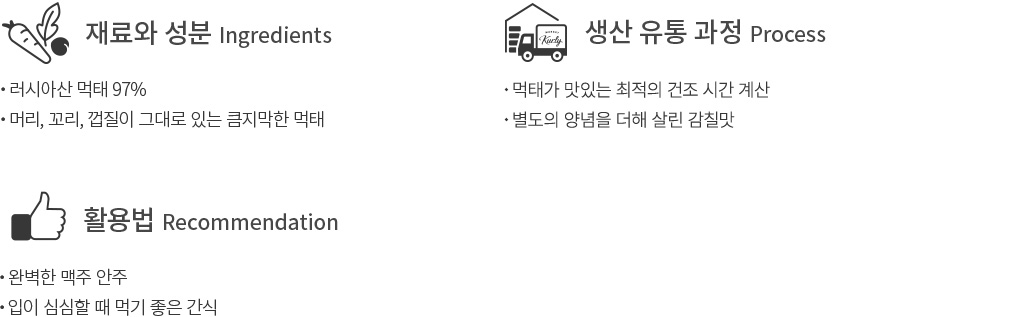 재료와 성분 Ingredients
• 러시아산 먹태 97%
• 머리, 꼬리, 껍질이 그대로 있는 큼지막한 먹태
MARKET
Kurly
생산 유통 과정 Process
• 먹태가 맛있는 최적의 건조 시간 계산
• 별도의 양념을 더해 살린 감칠맛
활용법 Recommendation
• 완벽한 맥주 안주
• 입이 심심할 때 먹기 좋은 간식